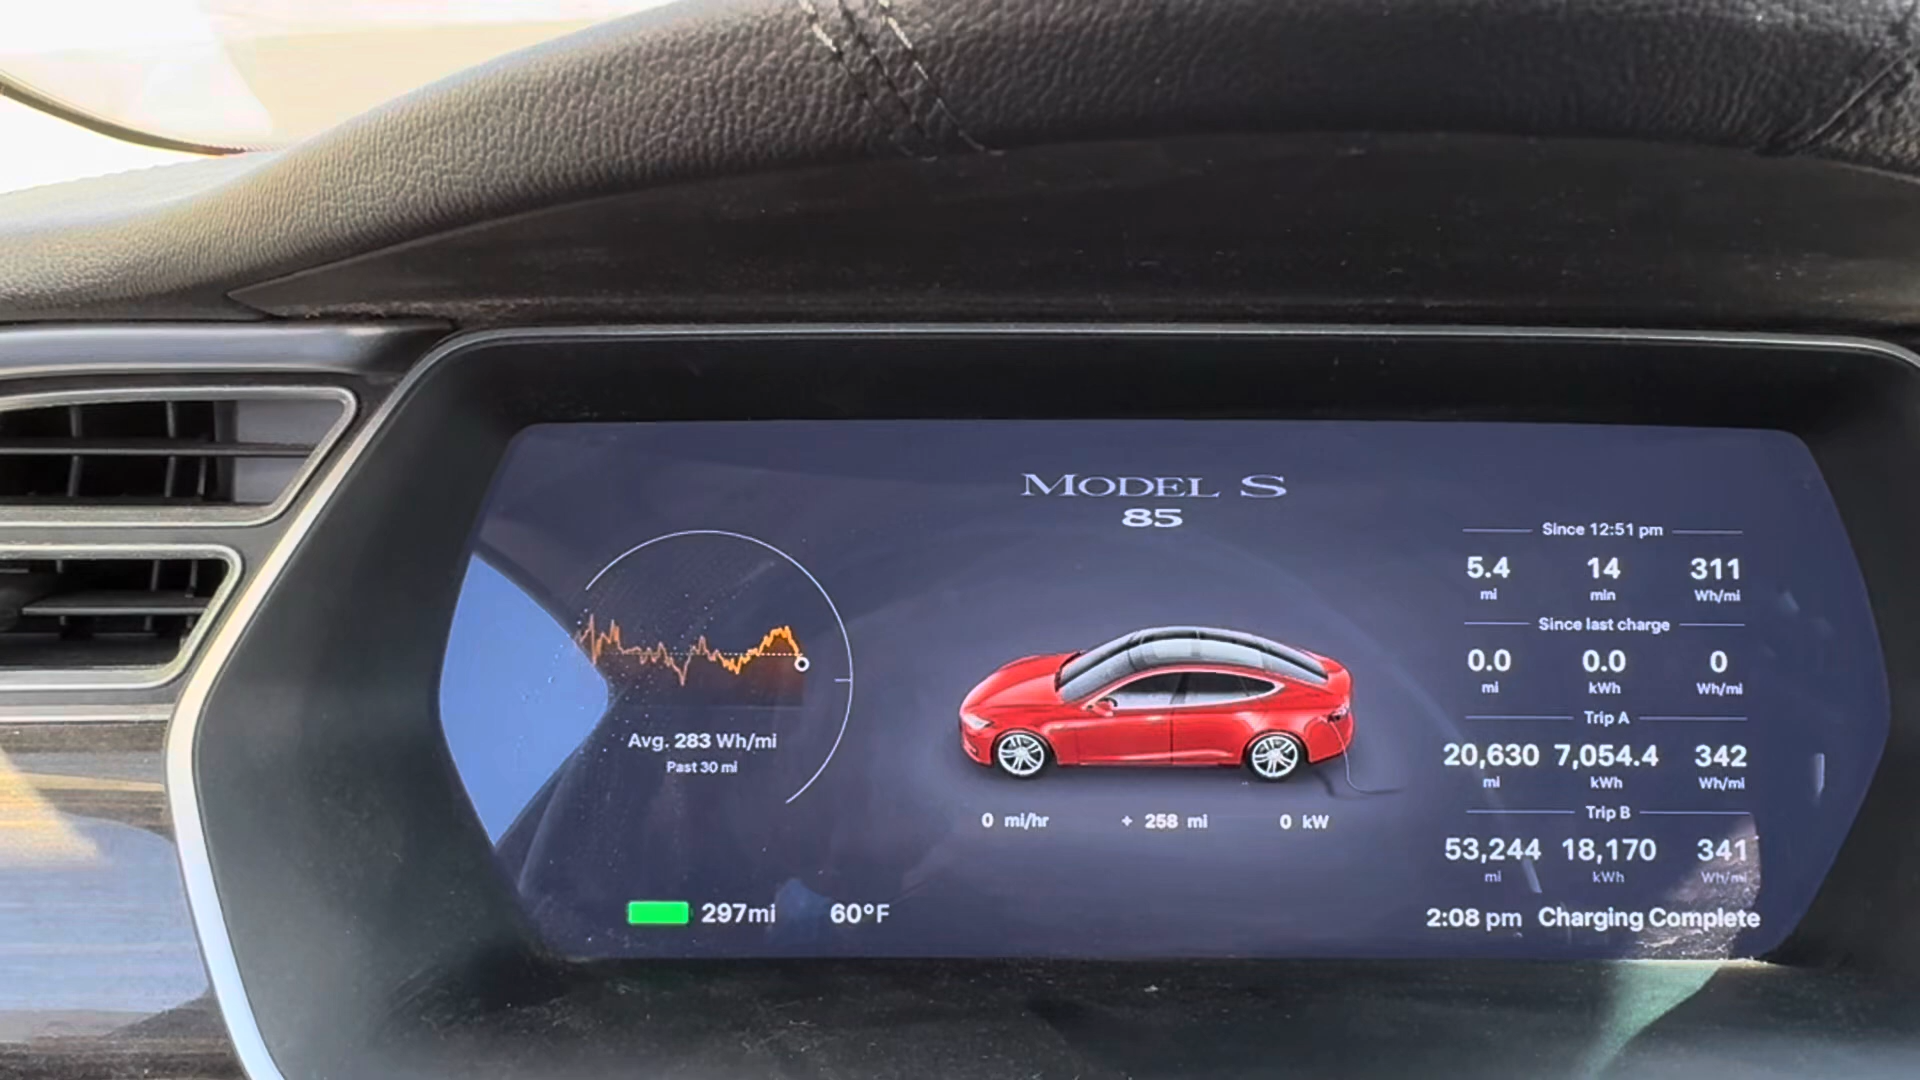 MODEL S
85
Avg. 283 Wh/mi
Past 30 mi
297mi 60°F
0 mi/hr + 258 mi 0 kW
Since 12:51 pm
5.4 14 311
mi min Wh/mi
Since last charge
0.0 0.0 0
mi kWh Wh/mi
Trip A
20,630 7,054.4 342
mi kWh Wh/mi
Trip B
53,244 18,170 341
mi kWh Wh/mi
2:08 pm Charging Complete